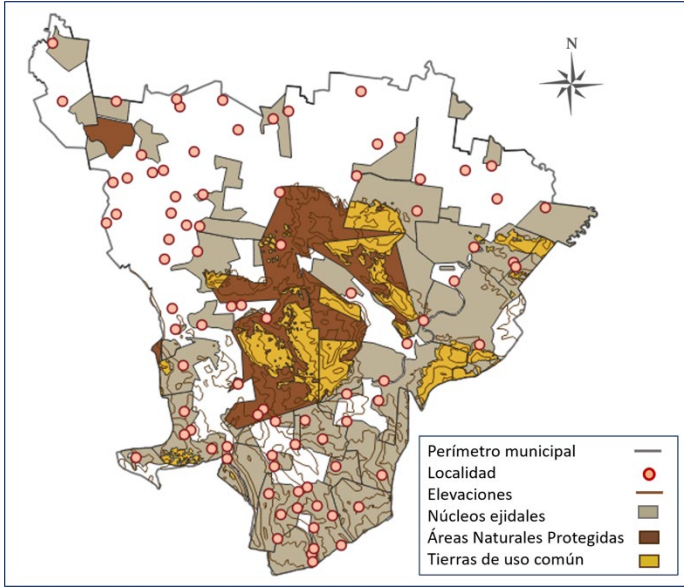 N
Perímetro municipal
Localidad
Elevaciones
Núcleos ejidales
Áreas Naturales Protegidas
Tierras de uso común